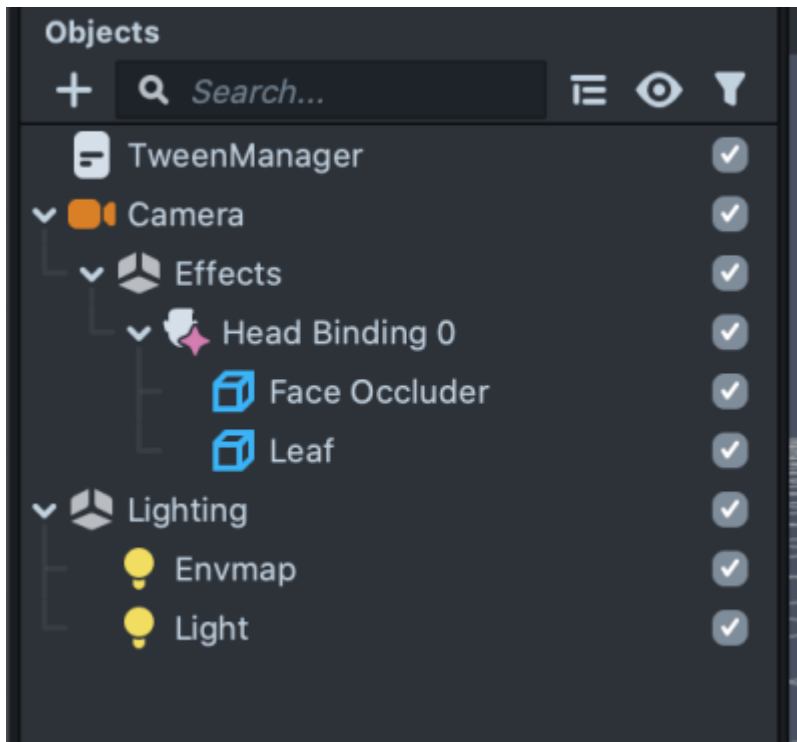 Objects
Search...
TweenManager
Camera
Effects
Head Binding 0
Face Occluder
Leaf
Lighting
Envmap
Light